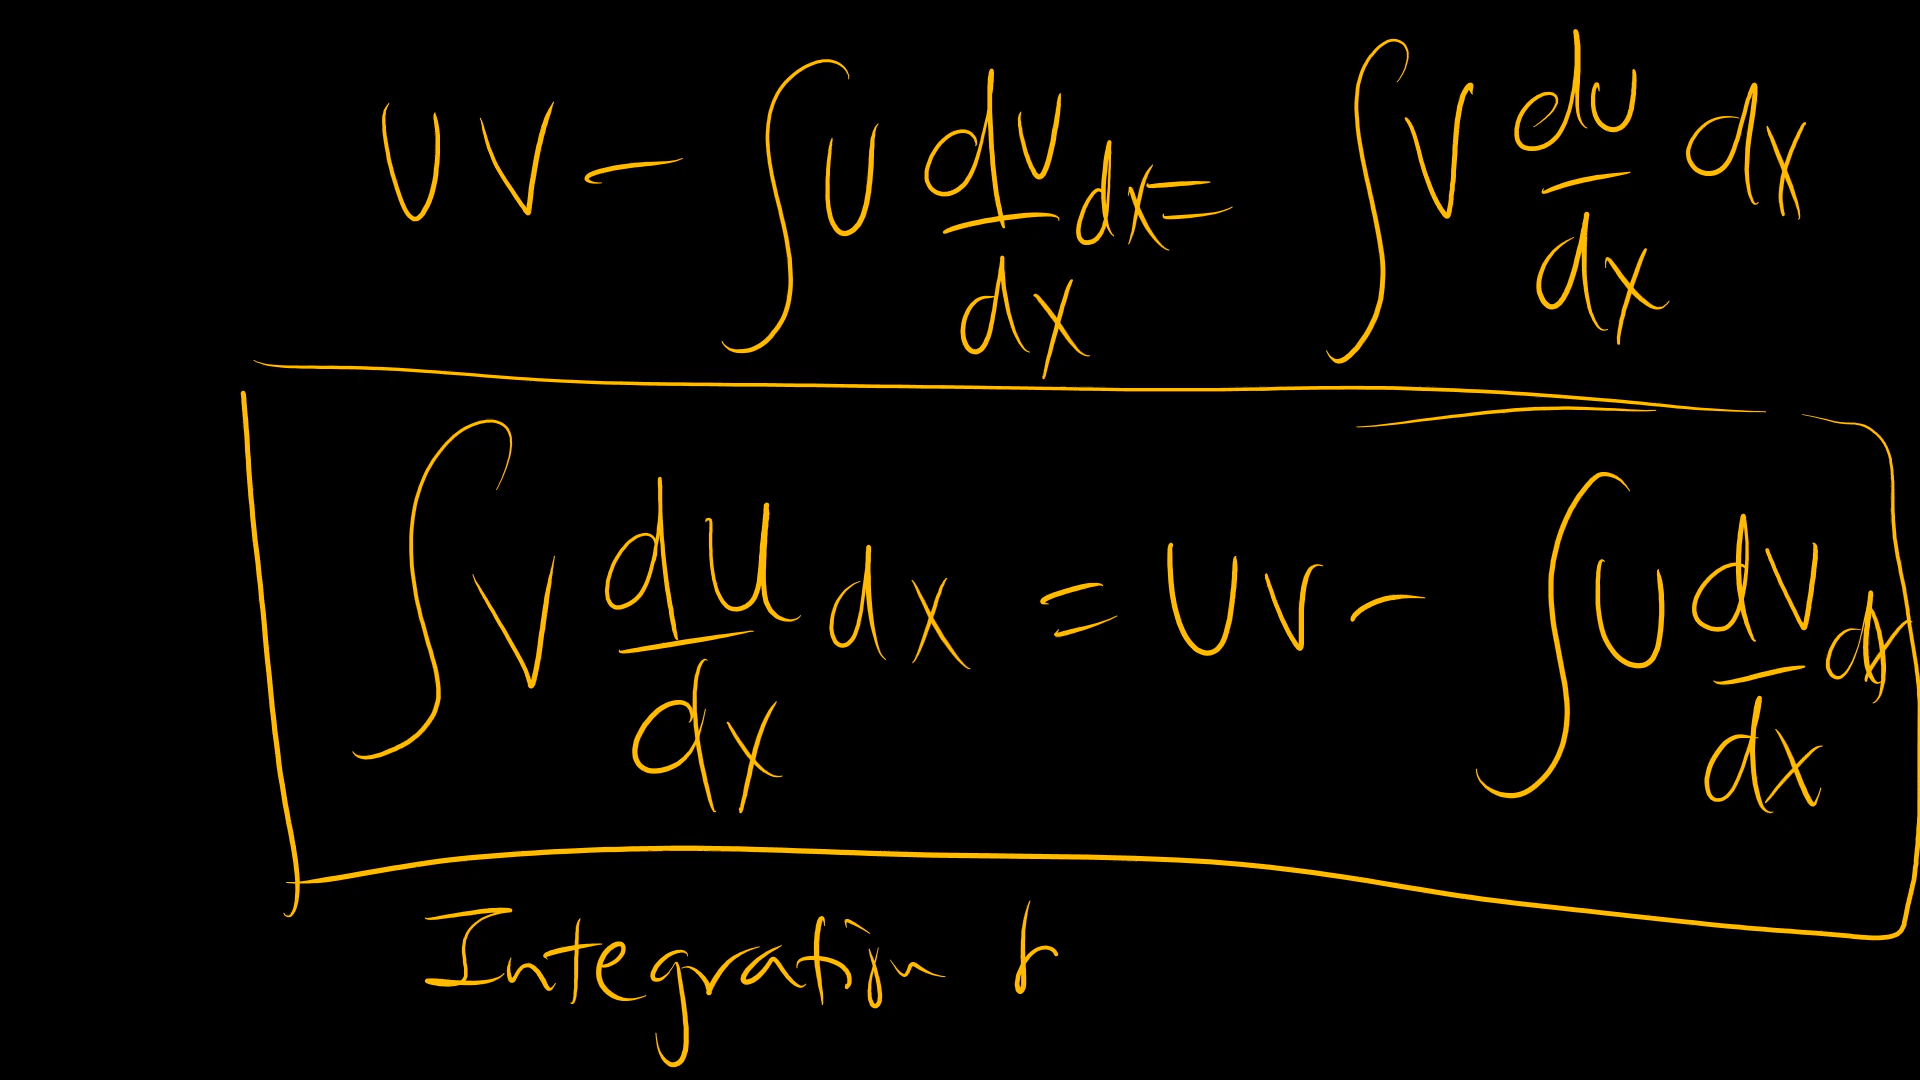 UV - ∫ U dv/dx dx = ∫ V du/dx dx
∫ V du/dx dx = UV - ∫ U dv/dx dx
Integration